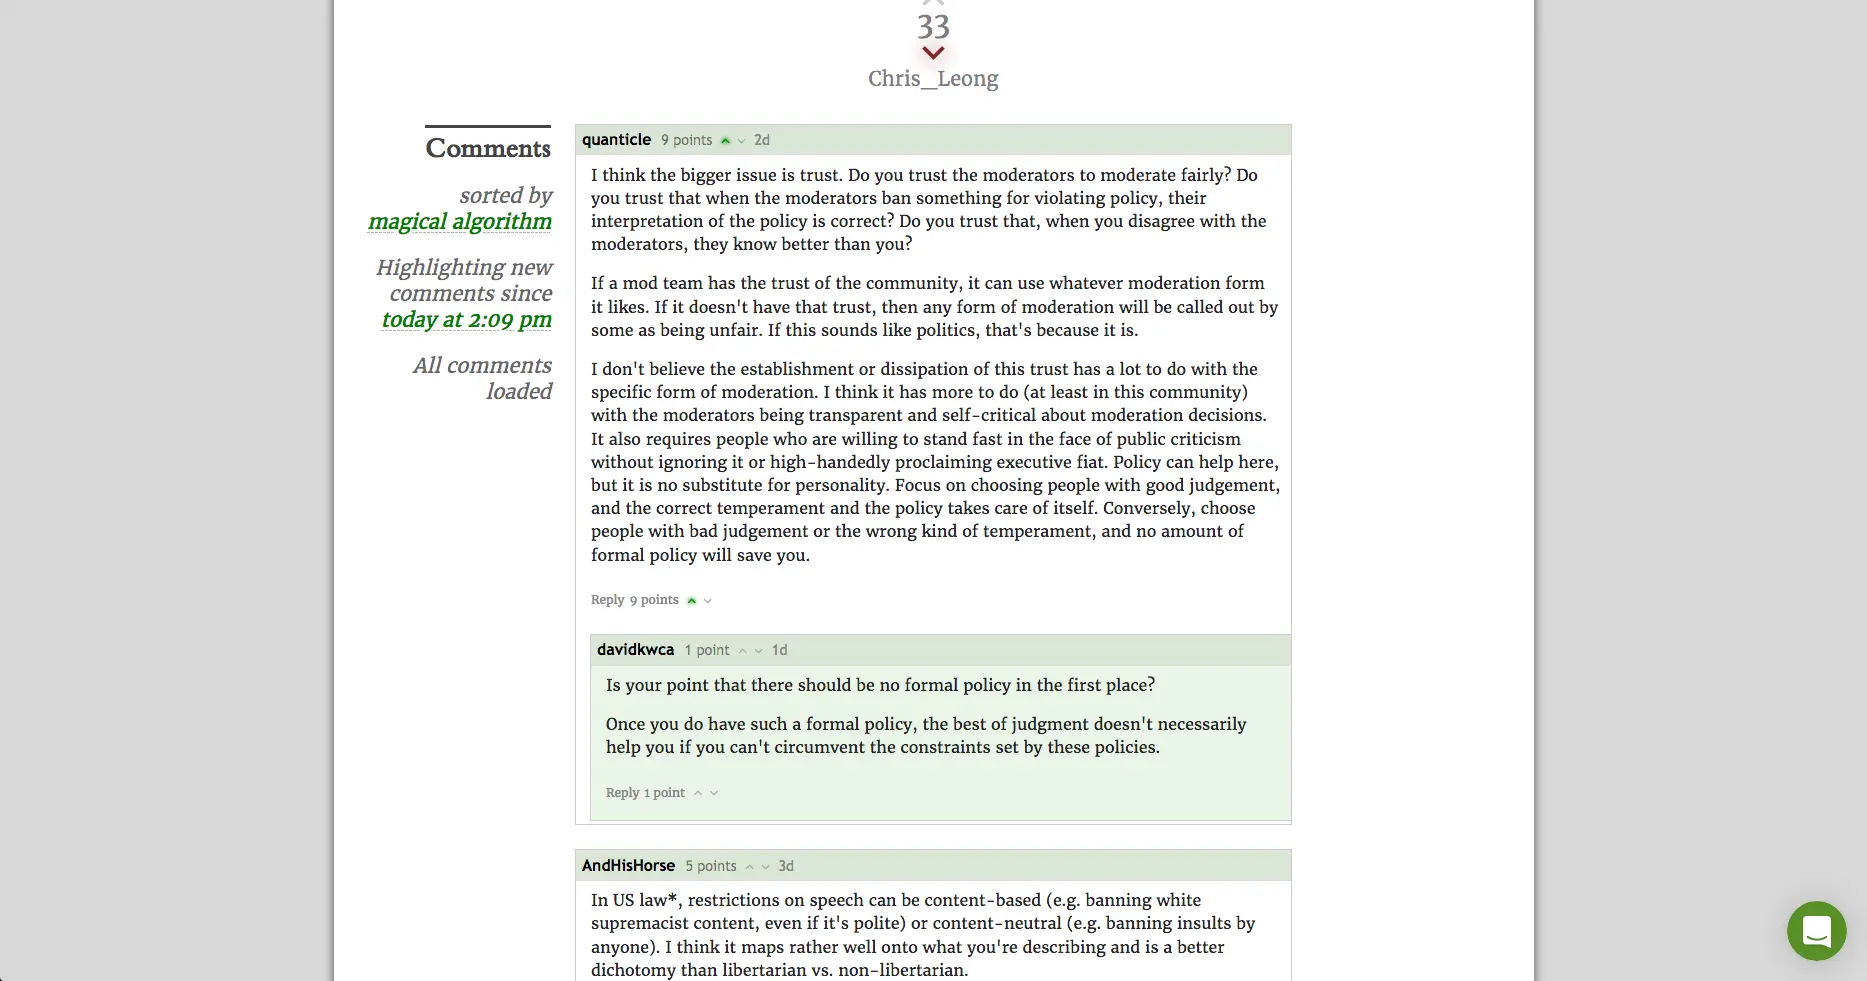 33
Chris_Leong
Comments
sorted by
magical algorithm
Highlighting new
comments since
today at 2:09 pm
All comments
loaded
quanticle 9 points 2d
I think the bigger issue is trust. Do you trust the moderators to moderate fairly? Do
you trust that when the moderators ban something for violating policy, their
interpretation of the policy is correct? Do you trust that, when you disagree with the
moderators, they know better than you?
If a mod team has the trust of the community, it can use whatever moderation form
it likes. If it doesn't have that trust, then any form of moderation will be called out by
some as being unfair. If this sounds like politics, that's because it is.
I don't believe the establishment or dissipation of this trust has a lot to do with the
specific form of moderation. I think it has more to do (at least in this community)
with the moderators being transparent and self-critical about moderation decisions.
It also requires people who are willing to stand fast in the face of public criticism
without ignoring it or high-handedly proclaiming executive fiat. Policy can help here,
but it is no substitute for personality. Focus on choosing people with good judgement,
and the correct temperament and the policy takes care of itself. Conversely, choose
people with bad judgement or the wrong kind of temperament, and no amount of
formal policy will save you.
Reply 9 points
davidkwca 1 point 1d
Is your point that there should be no formal policy in the first place?
Once you do have such a formal policy, the best of judgment doesn't necessarily
help you if you can't circumvent the constraints set by these policies.
Reply 1 point
AndHisHorse 5 points 3d
In US law*, restrictions on speech can be content-based (e.g. banning white
supremacist content, even if it's polite) or content-neutral (e.g. banning insults by
anyone). I think it maps rather well onto what you're describing and is a better
dichotomy than libertarian vs. non-libertarian.